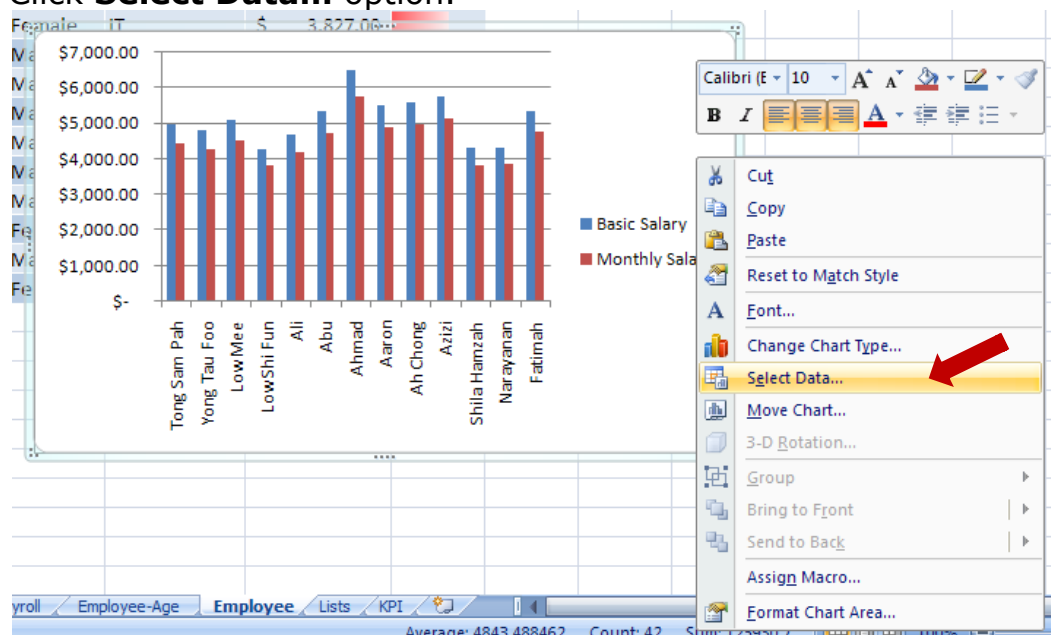 Click Select Data... option.
Female IT $ 3,827.00
$7,000.00
$6,000.00
$5,000.00
$4,000.00
$3,000.00
$2,000.00
$1,000.00
$-
Tong Sam Pah
Yong Tau Foo
Low Mee
LowShi Fun
Ali
Abu
Ahmad
Aaron
Ah Chong
Azizi
Shila Hamzah
Narayanan
Fatimah
Basic Salary
Monthly Sala
Calibri (E 10 A A
B I A
Cut
Copy
Paste
Reset to Match Style
A Font...
Change Chart Type...
Select Data...
Move Chart...
3-D Rotation...
Group
Bring to Front
Send to Back
Assign Macro...
Format Chart Area...
yroll Employee-Age Employee Lists KPI
Average: 4843.488462 Count: 42
100%